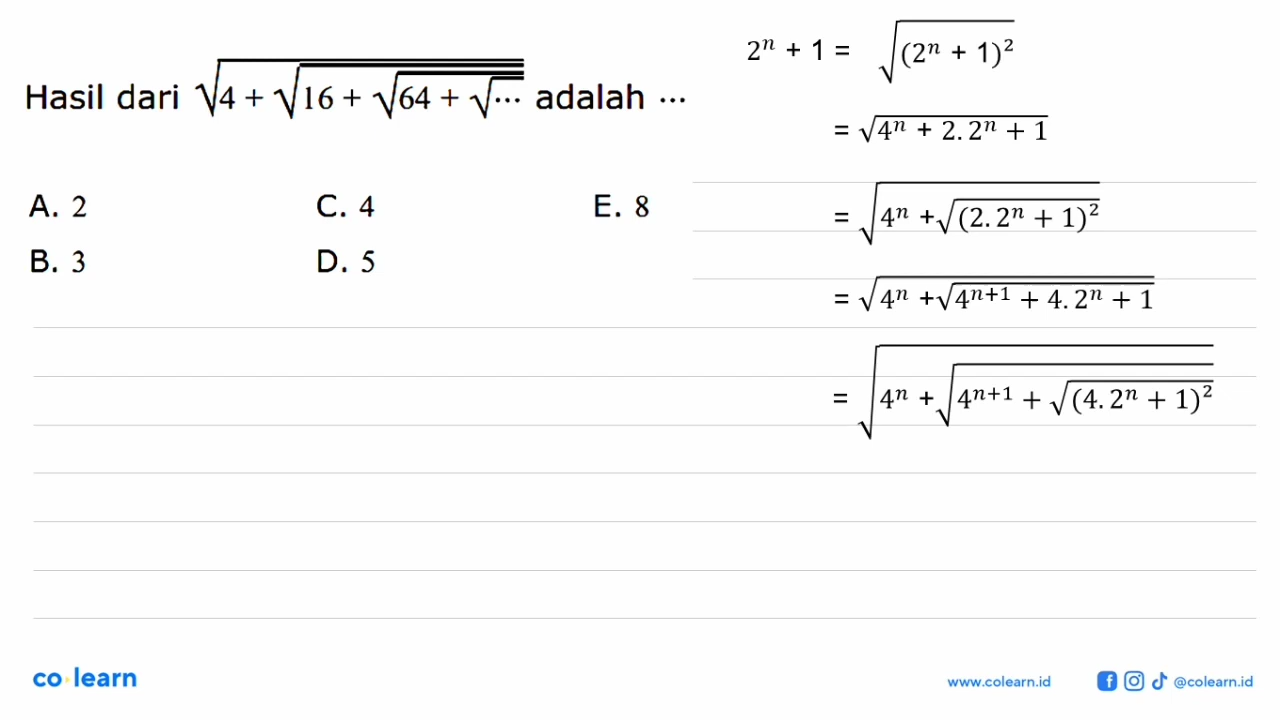 Hasil dari √(4 + √(16 + √(64 + √⋯))) adalah ⋯
A. 2
C. 4
E. 8
B. 3
D. 5
2ⁿ + 1 = √((2ⁿ + 1)²)
= √(4ⁿ + 2. 2ⁿ + 1)
= √(4ⁿ + √((2. 2ⁿ + 1)²))
= √(4ⁿ + √(4ⁿ⁺¹ + 4. 2ⁿ + 1))
= √(4ⁿ + √(4ⁿ⁺¹ + √((4. 2ⁿ + 1)²)))
co·learn
www.colearn.id
@colearn.id